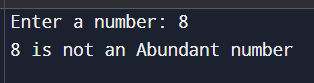 Enter a number: 8
8 is not an Abundant number